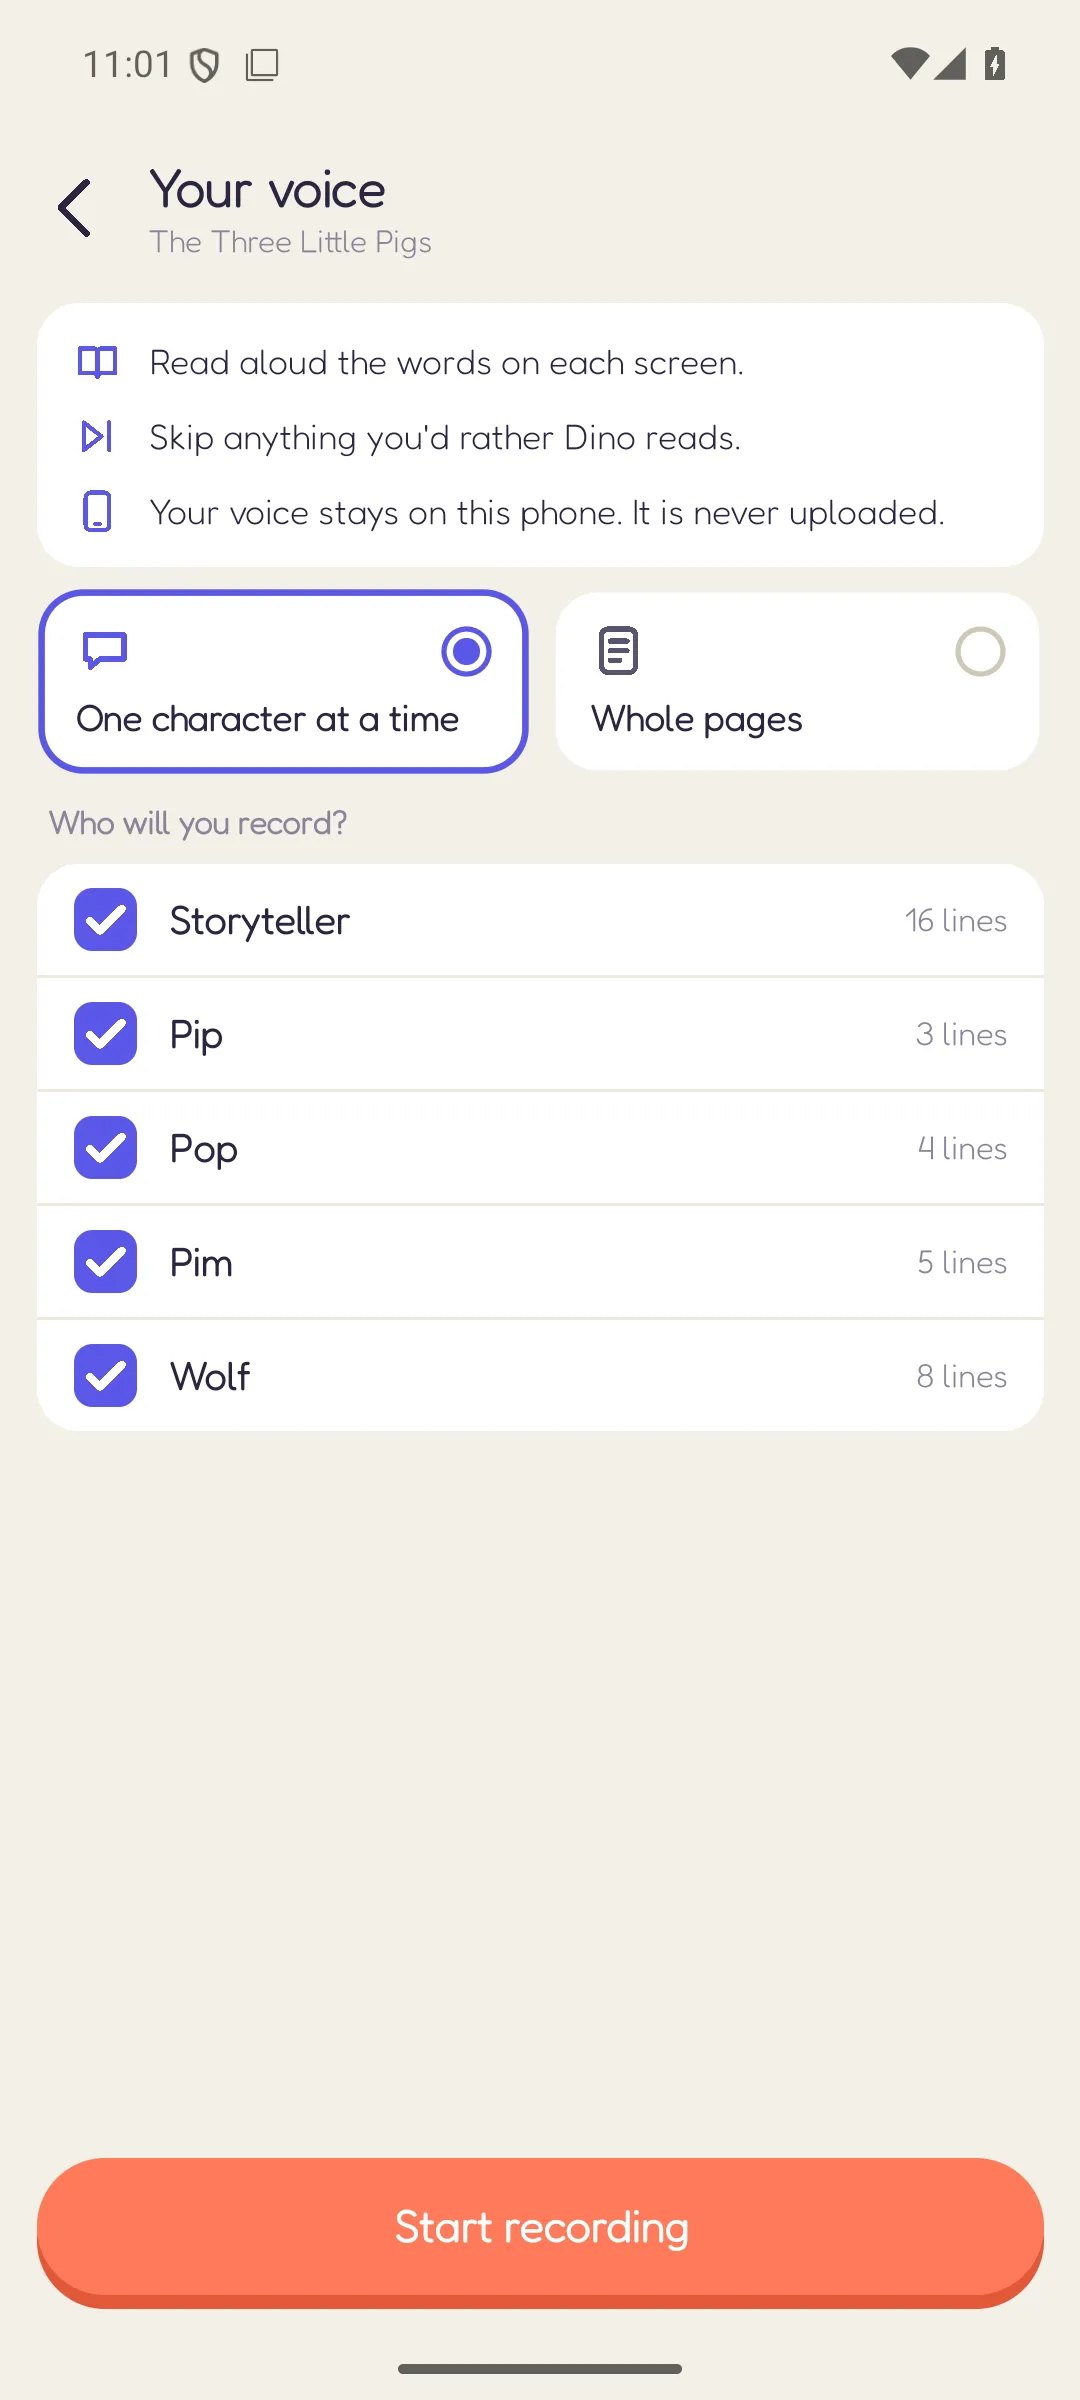 11:01
Your voice
The Three Little Pigs
Read aloud the words on each screen.
Skip anything you'd rather Dino reads.
Your voice stays on this phone. It is never uploaded.
One character at a time
Whole pages
Who will you record?
Storyteller 16 lines
Pip 3 lines
Pop 4 lines
Pim 5 lines
Wolf 8 lines
Start recording